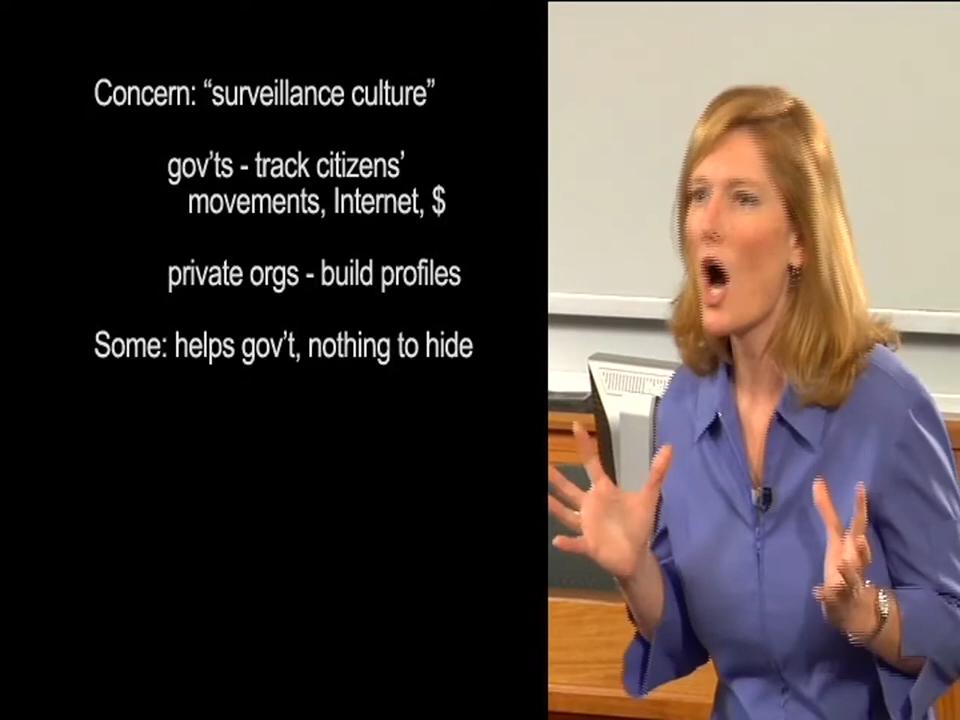 Concern: “surveillance culture”
gov’ts - track citizens’
movements, Internet, $
private orgs - build profiles
Some: helps gov’t, nothing to hide